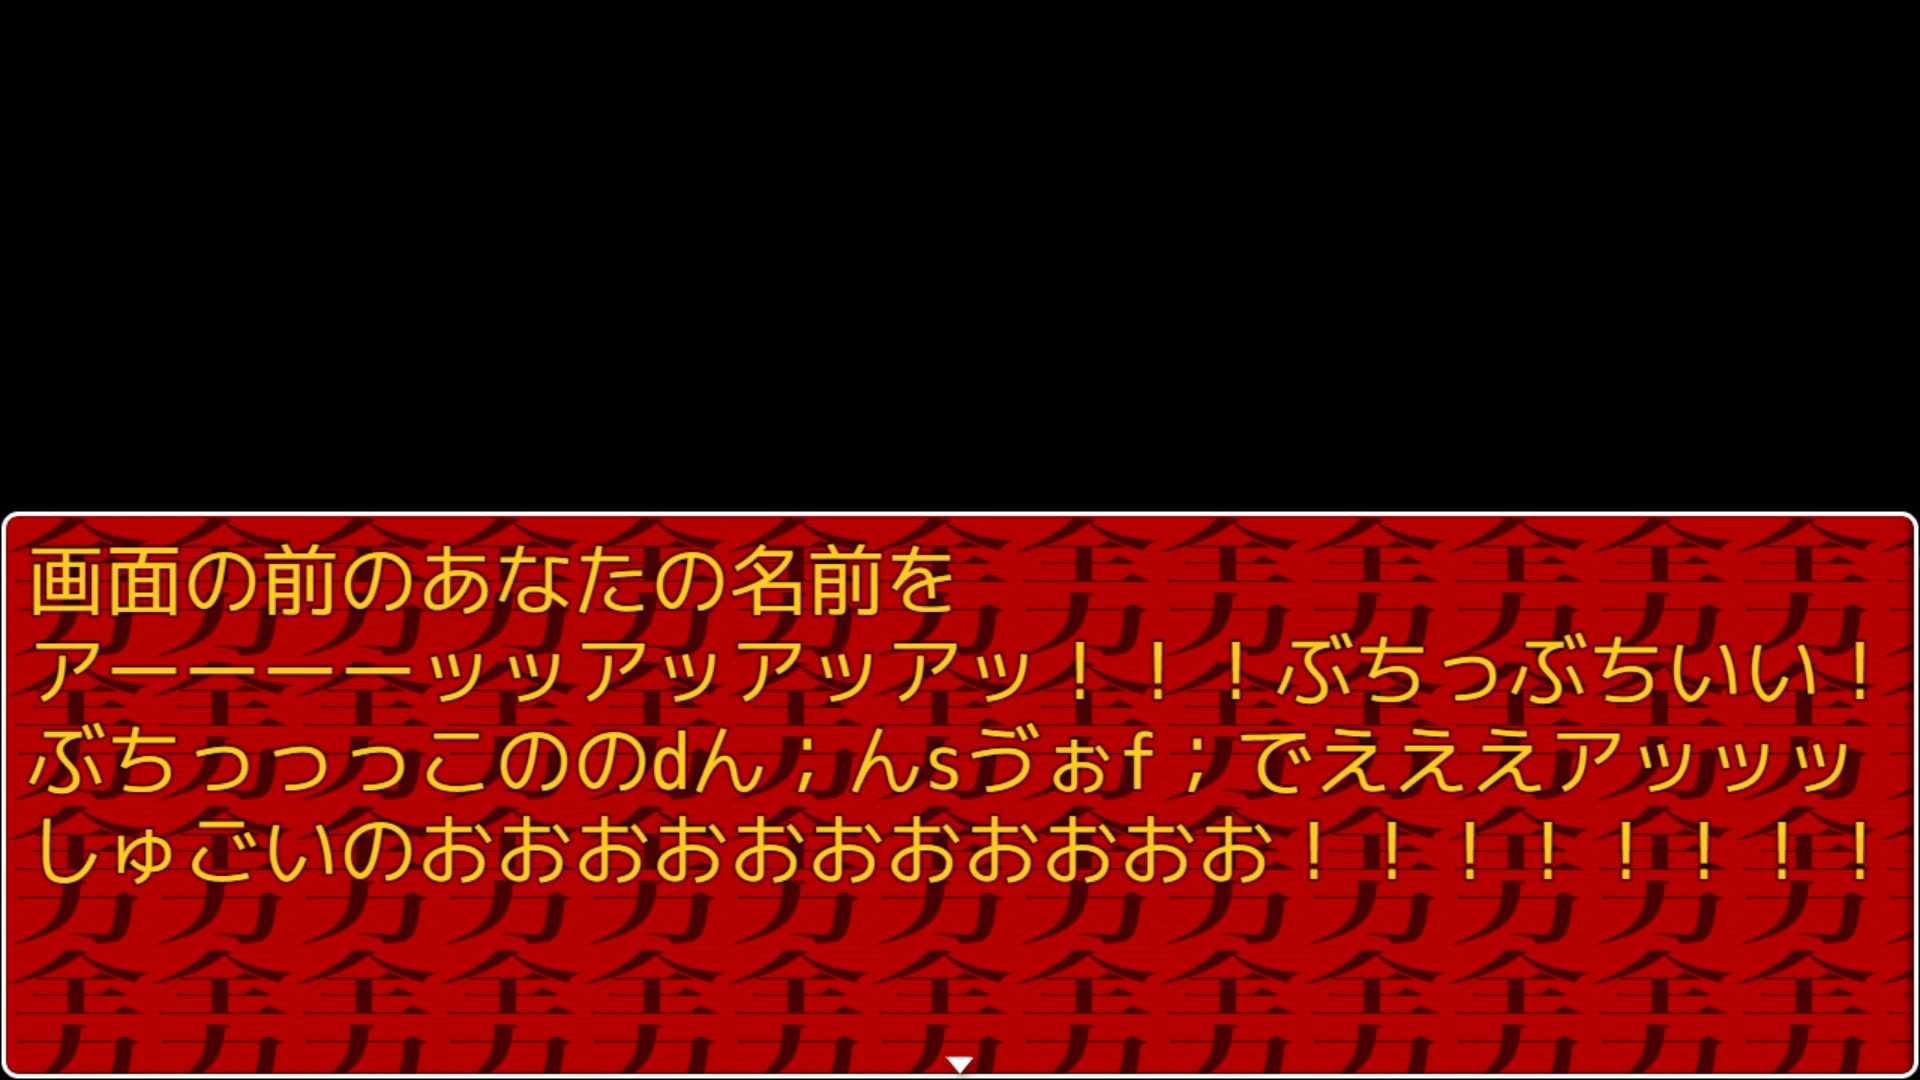 画面の前のあなたの名前を
アーーーーッッアッアッアッ！！！ぶちっぶちいい！
ぶちっっっこののdん；んsゔぉf；でえええアッッッ
しゅごいのおおおおおおおおおおお！！！！！！！！